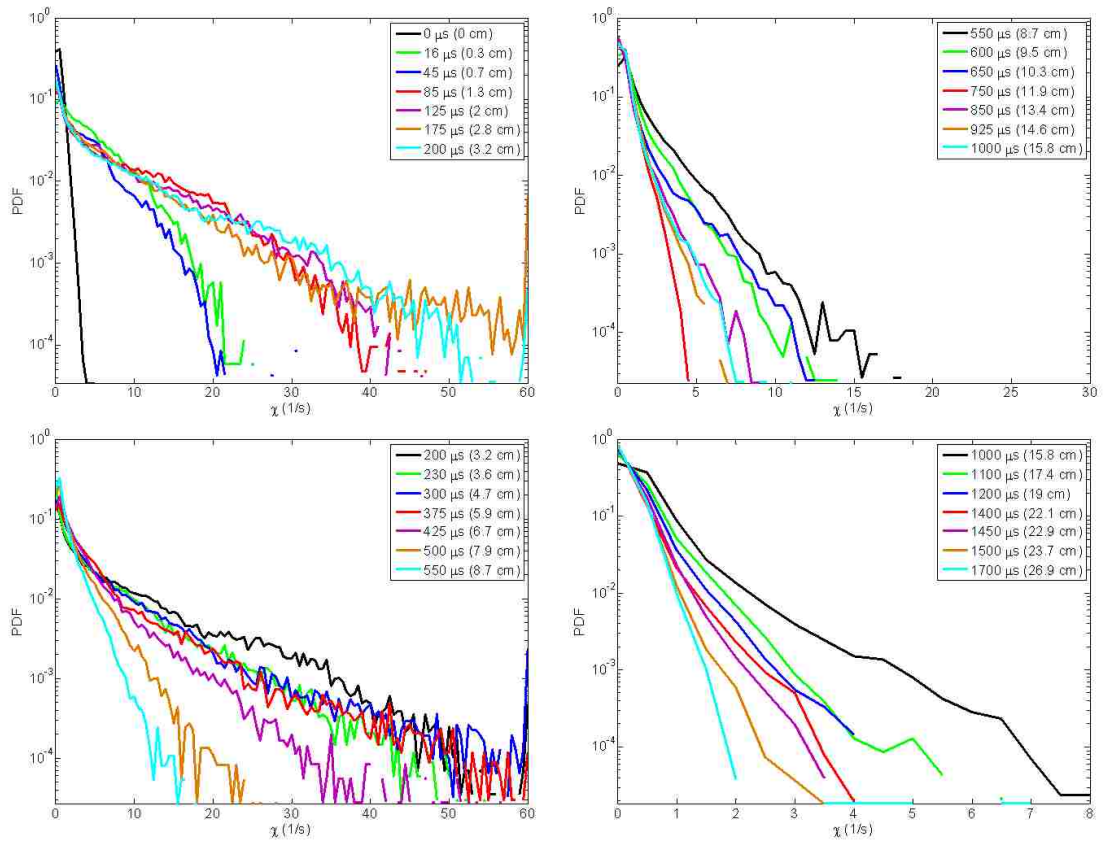 10⁰
10⁻¹
10⁻²
10⁻³
10⁻⁴
PDF
0 μs (0 cm)
16 μs (0.3 cm)
45 μs (0.7 cm)
85 μs (1.3 cm)
125 μs (2 cm)
175 μs (2.8 cm)
200 μs (3.2 cm)
0 10 20 30 40 50 60
χ (1/s)
10⁰
10⁻¹
10⁻²
10⁻³
10⁻⁴
PDF
550 μs (8.7 cm)
600 μs (9.5 cm)
650 μs (10.3 cm)
750 μs (11.9 cm)
850 μs (13.4 cm)
925 μs (14.6 cm)
1000 μs (15.8 cm)
0 5 10 15 20 25 30
χ (1/s)
10⁰
10⁻¹
10⁻²
10⁻³
10⁻⁴
PDF
200 μs (3.2 cm)
230 μs (3.6 cm)
300 μs (4.7 cm)
375 μs (5.9 cm)
425 μs (6.7 cm)
500 μs (7.9 cm)
550 μs (8.7 cm)
0 10 20 30 40 50 60
χ (1/s)
10⁰
10⁻¹
10⁻²
10⁻³
10⁻⁴
PDF
1000 μs (15.8 cm)
1100 μs (17.4 cm)
1200 μs (19 cm)
1400 μs (22.1 cm)
1450 μs (22.9 cm)
1500 μs (23.7 cm)
1700 μs (26.9 cm)
0 1 2 3 4 5 6 7 8
χ (1/s)